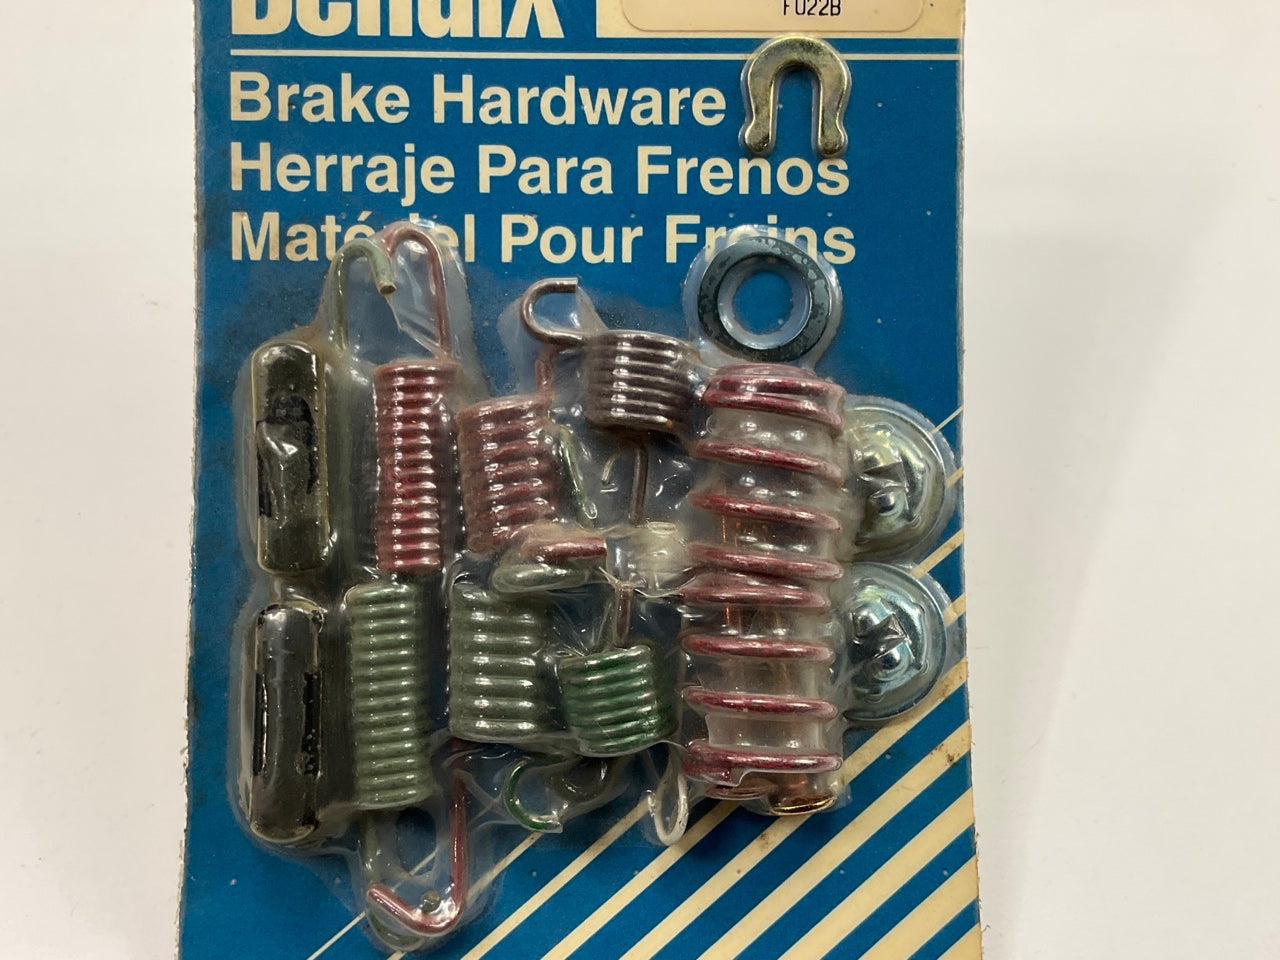 Bendix
F022B
Brake Hardware
Herraje Para Frenos
Matériel Pour Freins